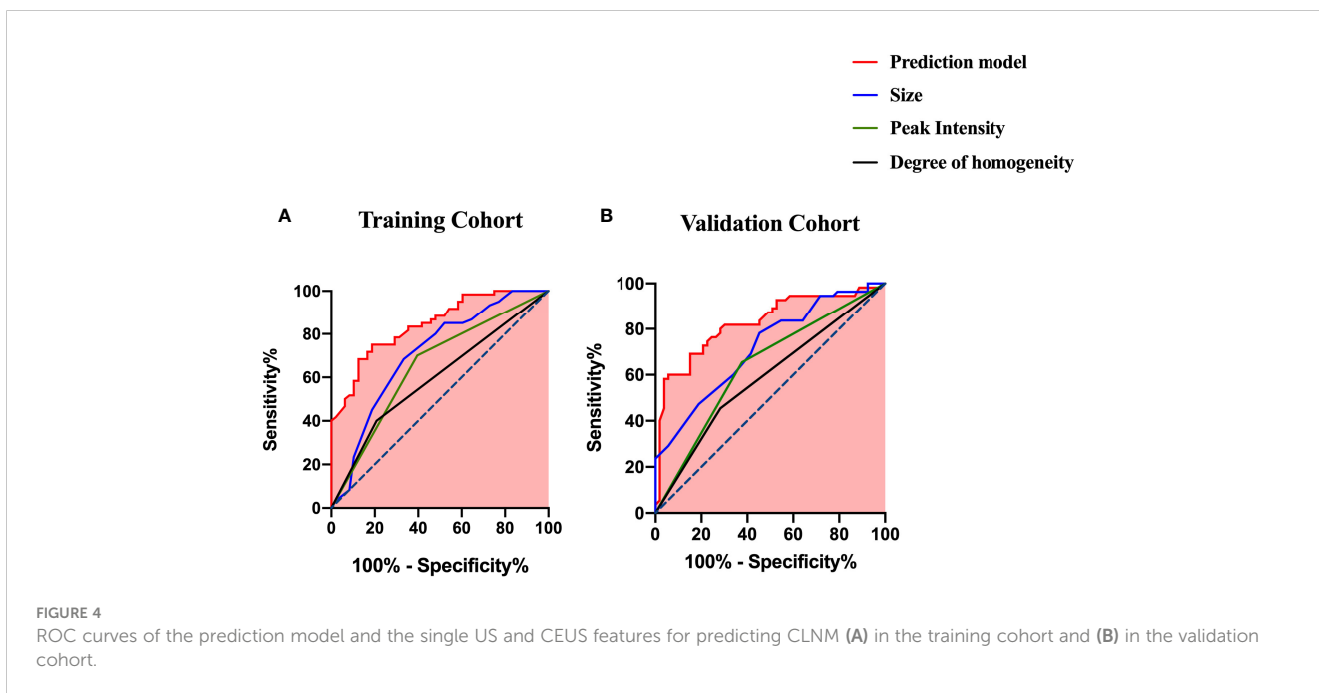 Prediction model
Size
Peak Intensity
Degree of homogeneity
A
Training Cohort
Sensitivity%
100
80
60
40
20
0
0 20 40 60 80 100
100% - Specificity%
B
Validation Cohort
Sensitivity%
100
80
60
40
20
0
0 20 40 60 80 100
100% - Specificity%
FIGURE 4
ROC curves of the prediction model and the single US and CEUS features for predicting CLNM (A) in the training cohort and (B) in the validation
cohort.